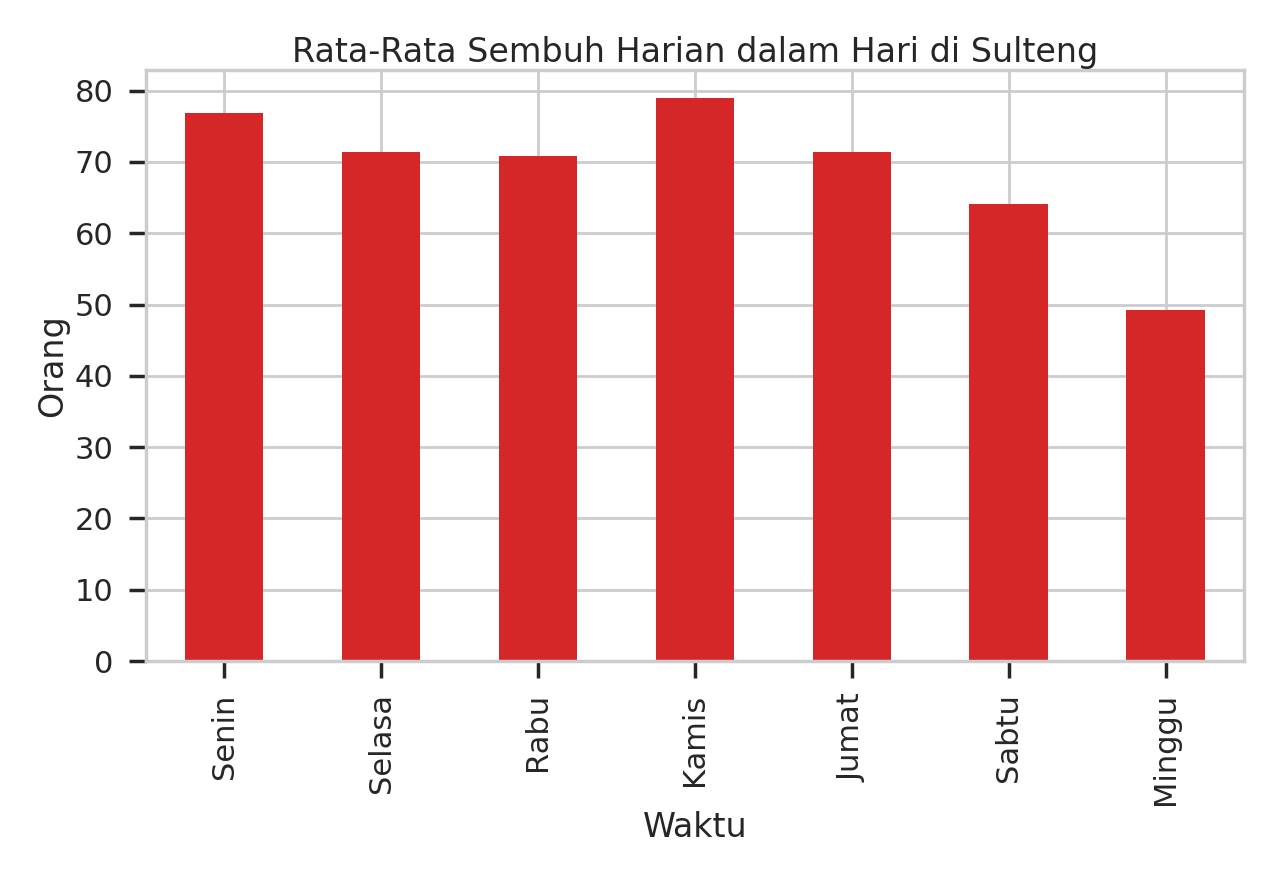 Rata-Rata Sembuh Harian dalam Hari di Sulteng
Orang
80
70
60
50
40
30
20
10
0
Senin
Selasa
Rabu
Kamis
Jumat
Sabtu
Minggu
Waktu